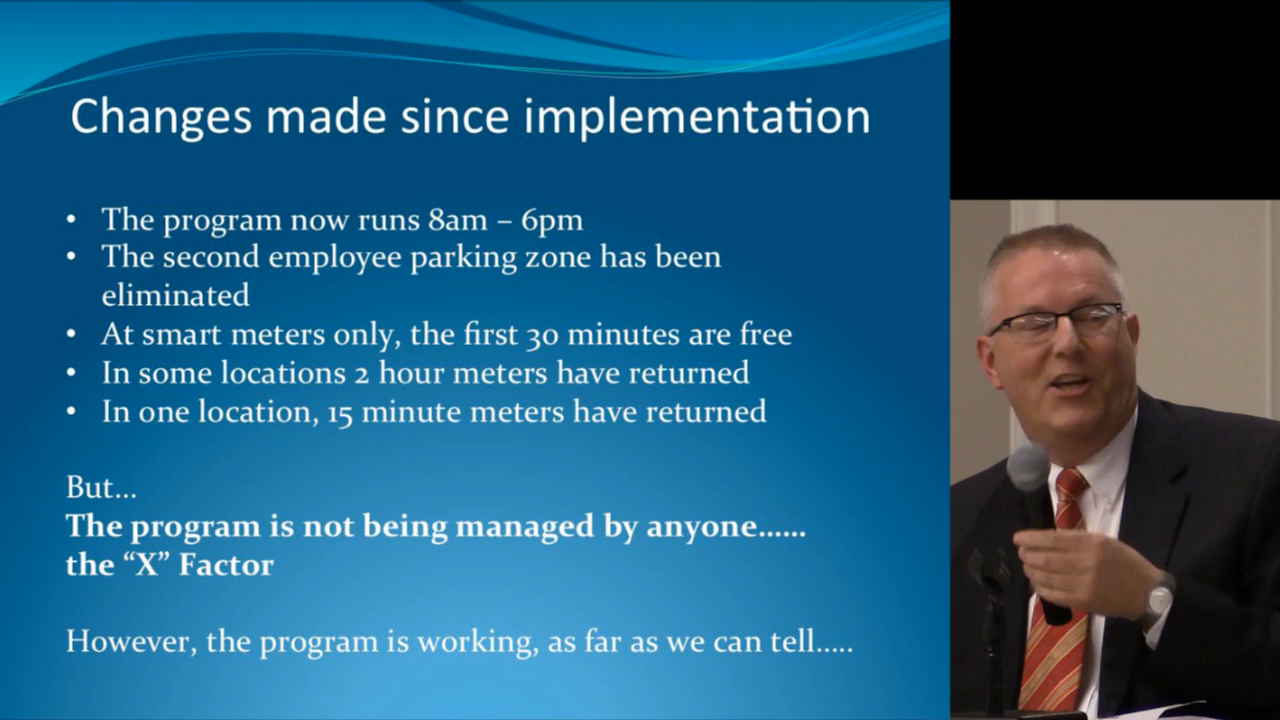 Changes made since implementation
• The program now runs 8am – 6pm
• The second employee parking zone has been
eliminated
• At smart meters only, the first 30 minutes are free
• In some locations 2 hour meters have returned
• In one location, 15 minute meters have returned
But...
The program is not being managed by anyone......
the “X” Factor
However, the program is working, as far as we can tell.....